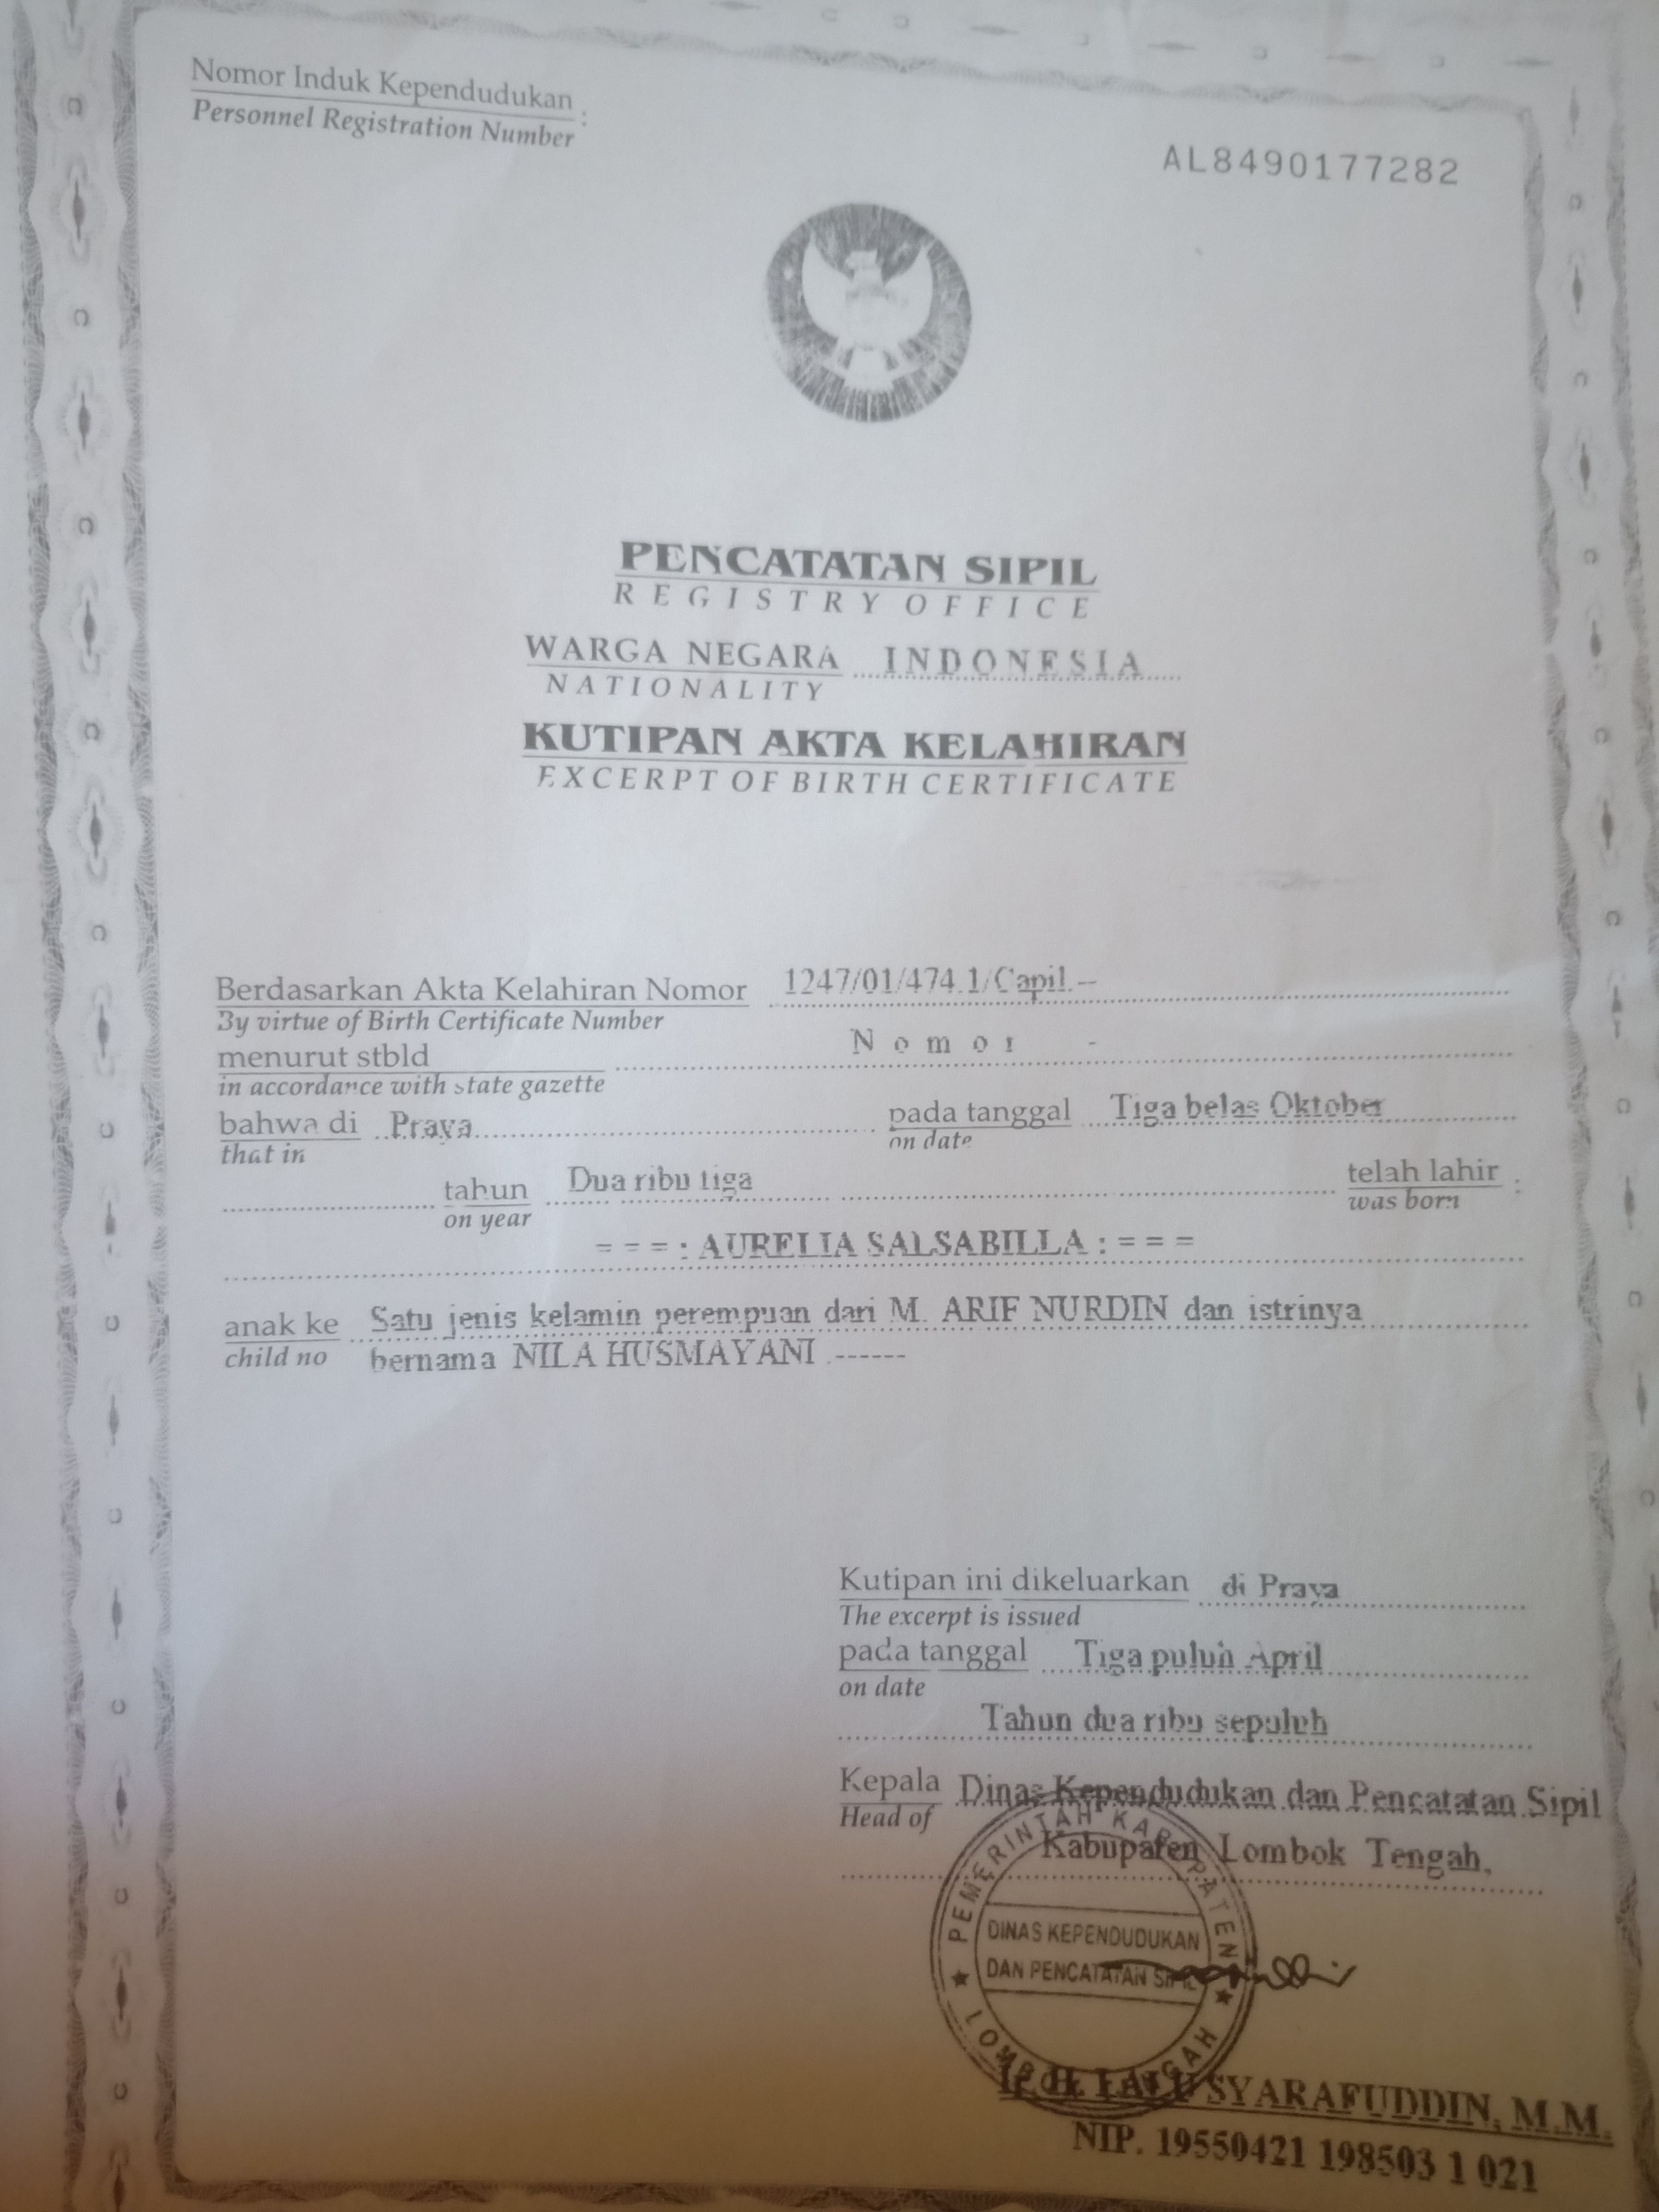 Nomor Induk Kependudukan
Personnel Registration Number :
AL8490177282
PENCATATAN SIPIL
REGISTRY OFFICE
WARGA NEGARA INDONESIA
NATIONALITY
KUTIPAN AKTA KELAHIRAN
EXCERPT OF BIRTH CERTIFICATE
Berdasarkan Akta Kelahiran Nomor 1247/01/474.1/Capil.--
By virtue of Birth Certificate Number
menurut stbld Nomor -
in accordance with state gazette
bahwa di Praya pada tanggal Tiga belas Oktober
that in on date
tahun Dua ribu tiga telah lahir :
on year was born
= = = : AURELIA SALSABILLA : = = =
anak ke Satu jenis kelamin perempuan dari M. ARIF NURDIN dan istrinya
child no bernama NILA HUSMAYANI .------
Kutipan ini dikeluarkan di Praya
The excerpt is issued
pada tanggal Tiga puluh April
on date
Tahun dua ribu sepuluh
Kepala Dinas Kependudukan dan Pencatatan Sipil
Head of
Kabupaten Lombok Tengah,
PEMERINTAH KABUPATEN
DINAS KEPENDUDUKAN
DAN PENCATATAN SIPIL
LOMBOK TENGAH
LALU SYARAFUDDIN, M.M.
NIP. 19550421 198503 1 021